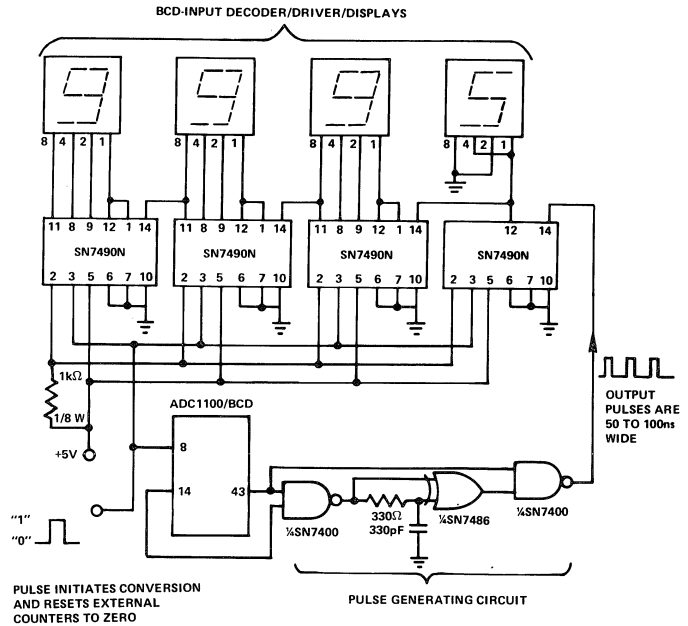 BCD-INPUT DECODER/DRIVER/DISPLAYS
9 9 9 5
8 4 2 1 8 4 2 1 8 4 2 1 8 4 2 1
11 8 9 12 1 14 11 8 9 12 1 14 11 8 9 12 1 14 12 14
SN7490N SN7490N SN7490N SN7490N
2 3 5 6 7 10 2 3 5 6 7 10 2 3 5 6 7 10 2 3 5 6 7 10
1kΩ
1/8 W
+5V
OUTPUT
PULSES ARE
50 TO 100ns
WIDE
ADC1100/BCD
8
14 43
"1"
"0"
330Ω
330pF
¼SN7400 ¼SN7486 ¼SN7400
PULSE GENERATING CIRCUIT
PULSE INITIATES CONVERSION
AND RESETS EXTERNAL
COUNTERS TO ZERO